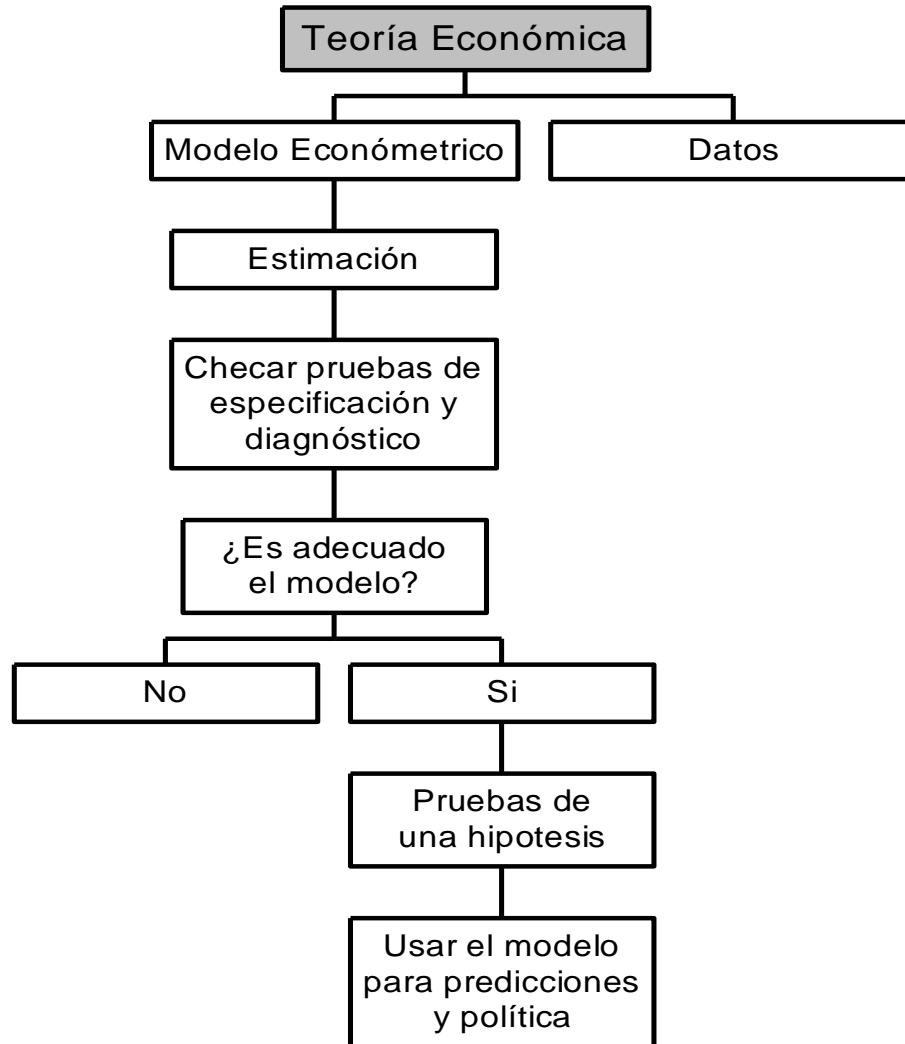 Teoría Económica
Modelo Económetrico
Datos
Estimación
Checar pruebas de
especificación y
diagnóstico
¿Es adecuado
el modelo?
No
Si
Pruebas de
una hipotesis
Usar el modelo
para predicciones
y política